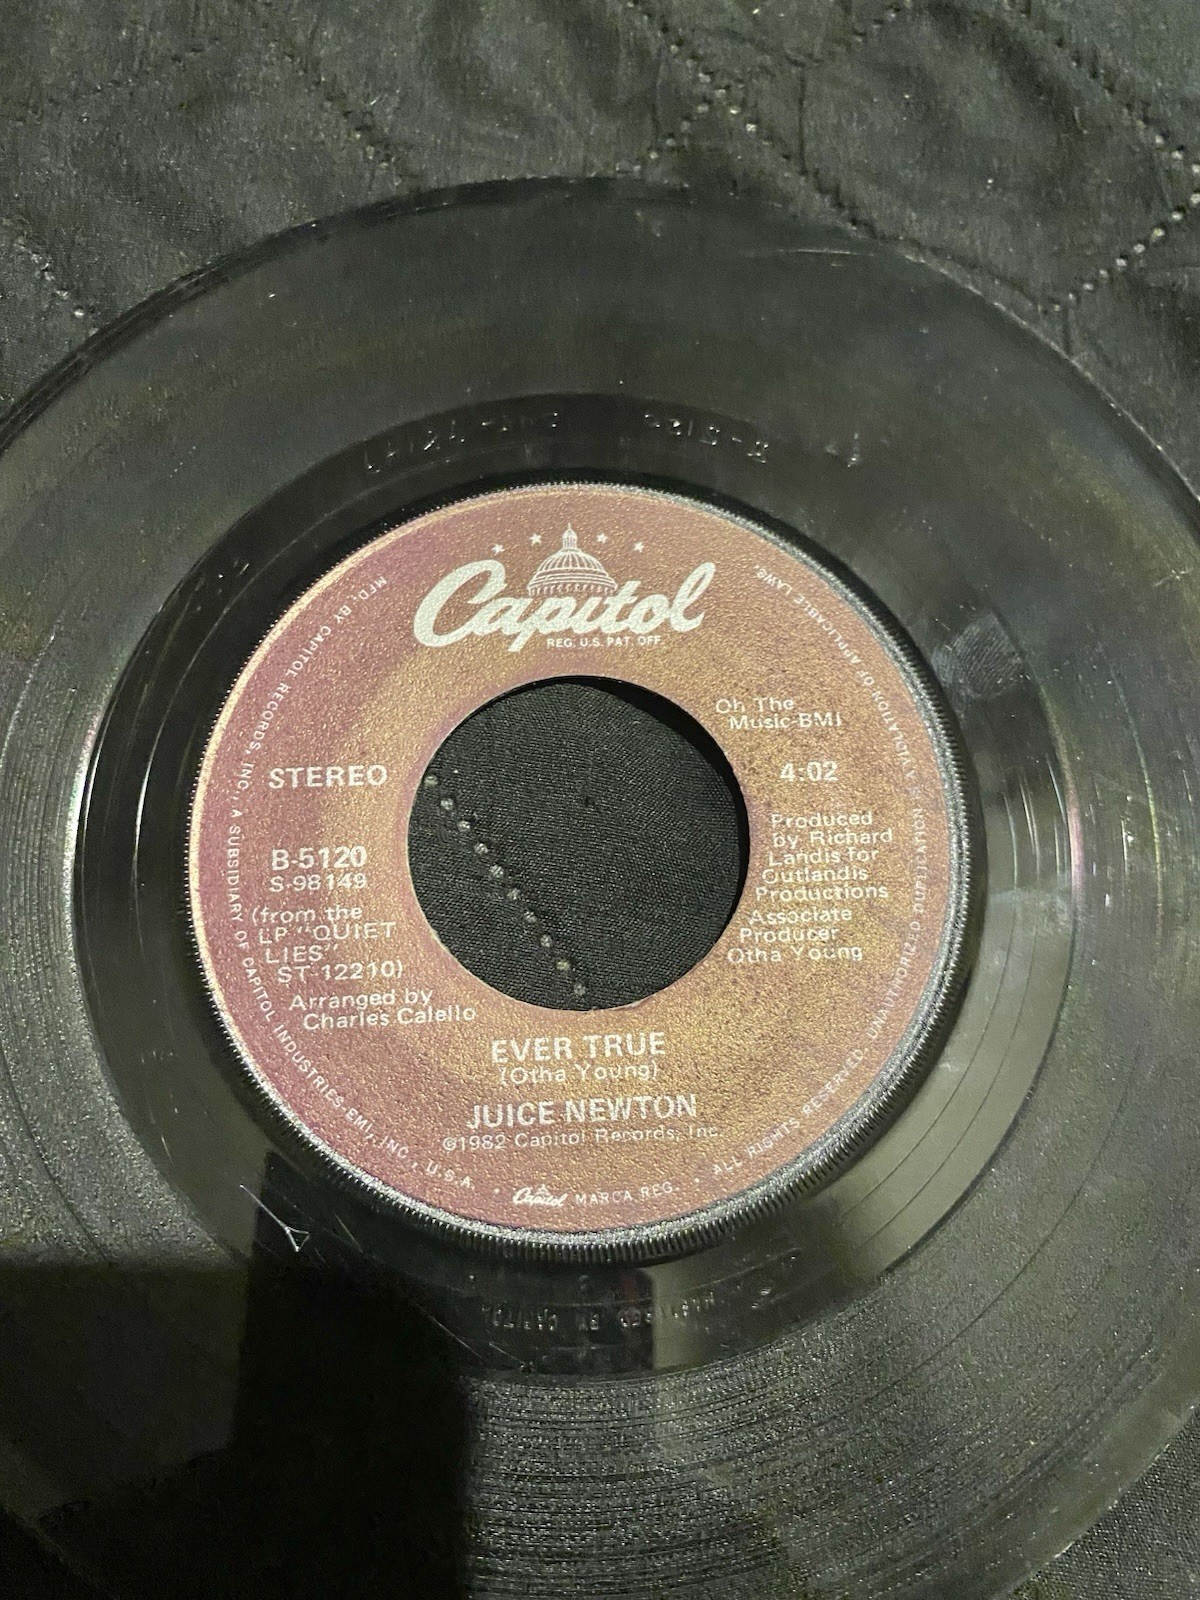 Capitol
REG. U.S. PAT. OFF.
Oh The
Music-BMI
STEREO
4:02
B-5120
S-98149
(from the
LP "QUIET
LIES"
ST 12210)
Arranged by
Charles Calello
Produced
by Richard
Landis for
Outlandis
Productions
Associate
Producer
Otha Young
EVER TRUE
(Otha Young)
JUICE NEWTON
©1982 Capitol Records, Inc.
MFD. BY CAPITOL RECORDS, INC., A SUBSIDIARY OF CAPITOL INDUSTRIES-EMI, INC., U.S.A. • Capitol MARCA REG. • ALL RIGHTS RESERVED. UNAUTHORIZED DUPLICATION IS A VIOLATION OF APPLICABLE LAWS.
MASTERED BY CAPITOL